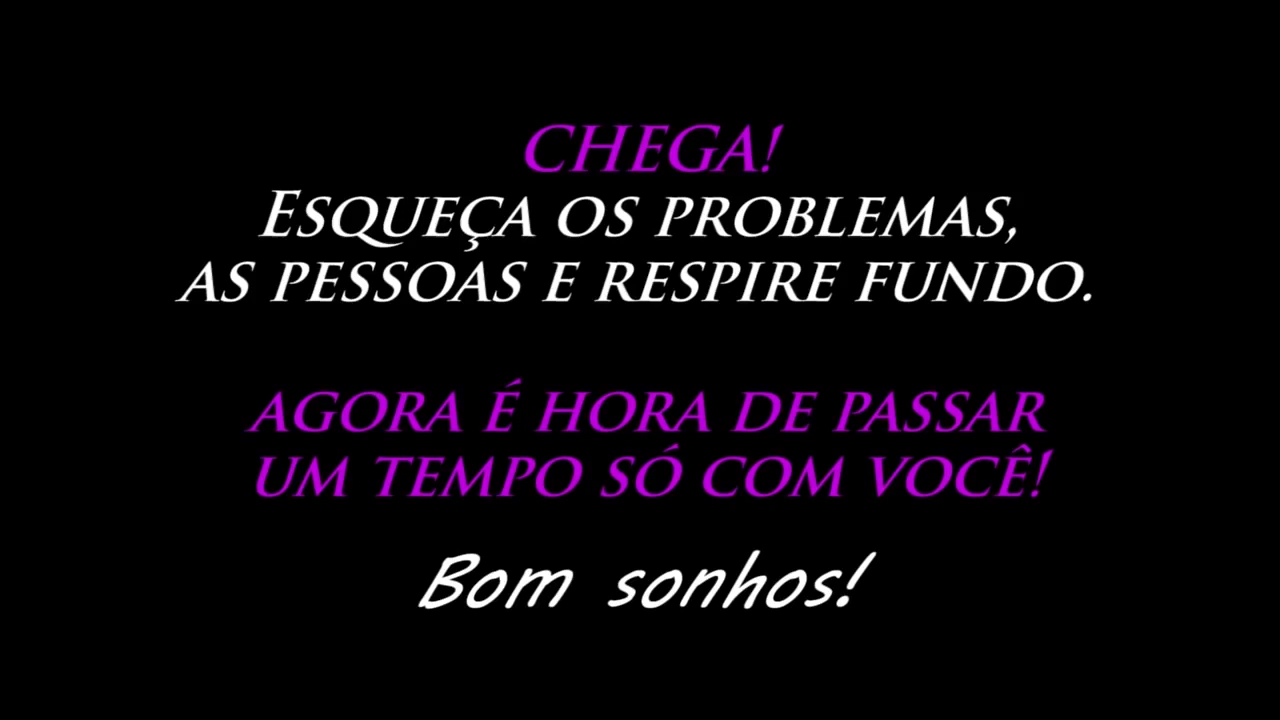 CHEGA!
ESQUEÇA OS PROBLEMAS,
AS PESSOAS E RESPIRE FUNDO.
AGORA É HORA DE PASSAR
UM TEMPO SÓ COM VOCÊ!
Bom sonhos!